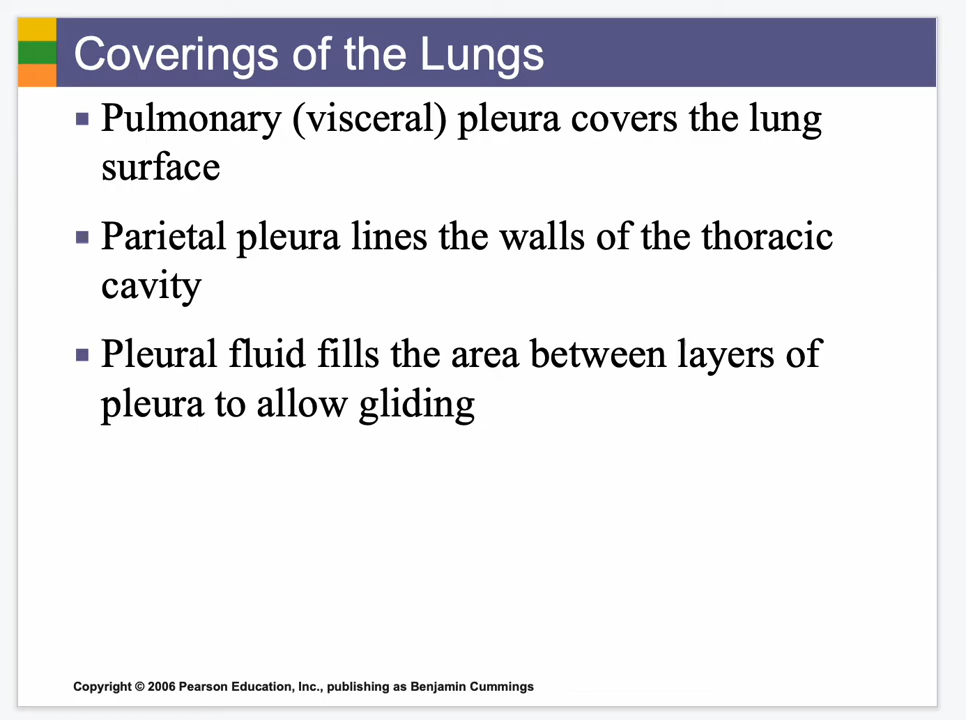 Coverings of the Lungs
Pulmonary (visceral) pleura covers the lung
surface
Parietal pleura lines the walls of the thoracic
cavity
Pleural fluid fills the area between layers of
pleura to allow gliding
Copyright © 2006 Pearson Education, Inc., publishing as Benjamin Cummings